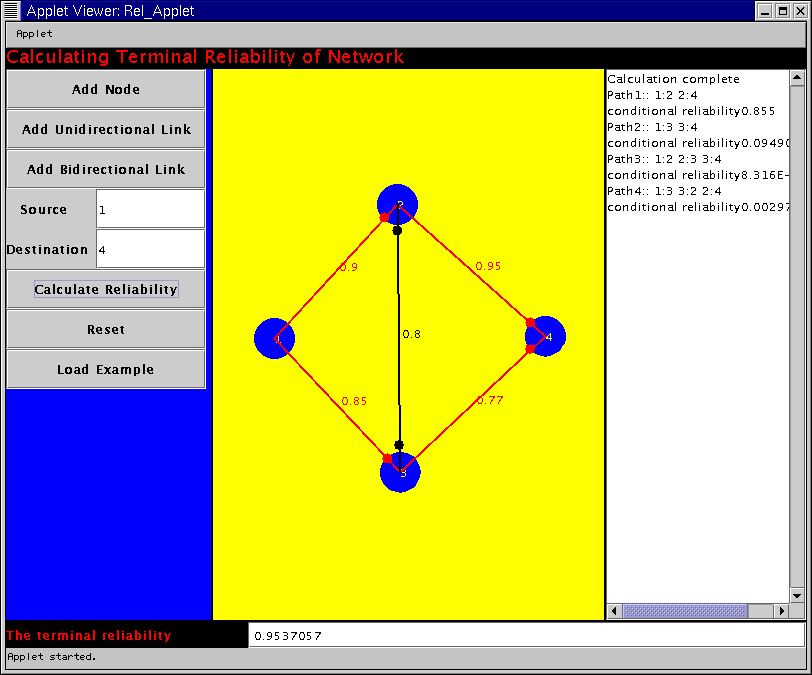 Applet Viewer: Rel_Applet
Applet
Calculating Terminal Reliability of Network
Add Node
Add Unidirectional Link
Add Bidirectional Link
Source 1
Destination 4
Calculate Reliability
Reset
Load Example
2
0.9
0.95
0.8
1
4
0.85
0.77
3
Calculation complete
Path1:: 1:2 2:4
conditional reliability0.855
Path2:: 1:3 3:4
conditional reliability0.09490
Path3:: 1:2 2:3 3:4
conditional reliability8.316E-
Path4:: 1:3 3:2 2:4
conditional reliability0.00297
The terminal reliability 0.9537057
Applet started.